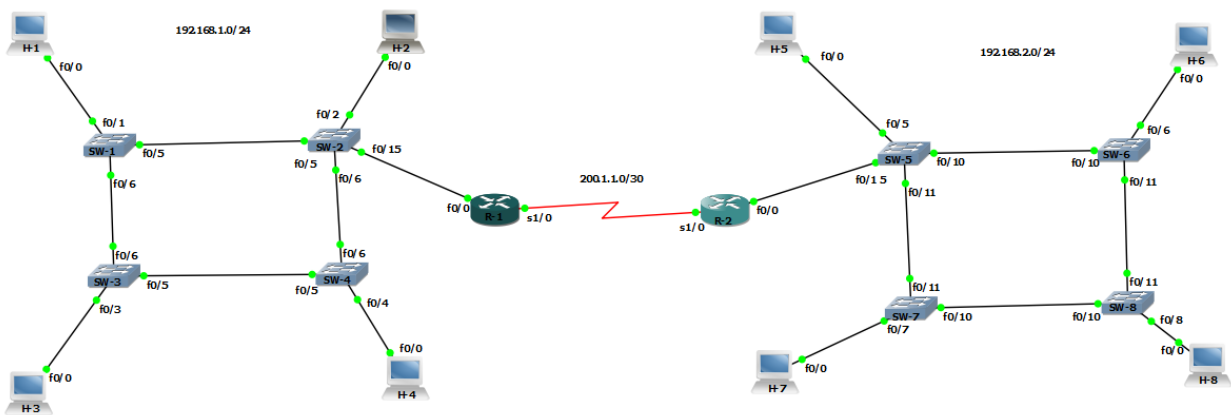 192.168.1.0/24
192.168.2.0/24
H-1
H-2
H-5
H-6
f0/0
f0/0
f0/0
f0/0
f0/1
f0/2
f0/5
f0/6
SW-1
SW-2
SW-5
SW-6
f0/5
f0/5
f0/15
f0/15
f0/10
f0/10
f0/6
f0/6
f0/11
f0/11
200.1.1.0/30
f0/0
R-1
s1/0
s1/0
R-2
f0/0
f0/6
f0/6
f0/11
f0/11
SW-3
SW-4
SW-7
SW-8
f0/5
f0/5
f0/10
f0/10
f0/3
f0/4
f0/7
f0/8
f0/0
f0/0
f0/0
f0/0
H-3
H-4
H-7
H-8